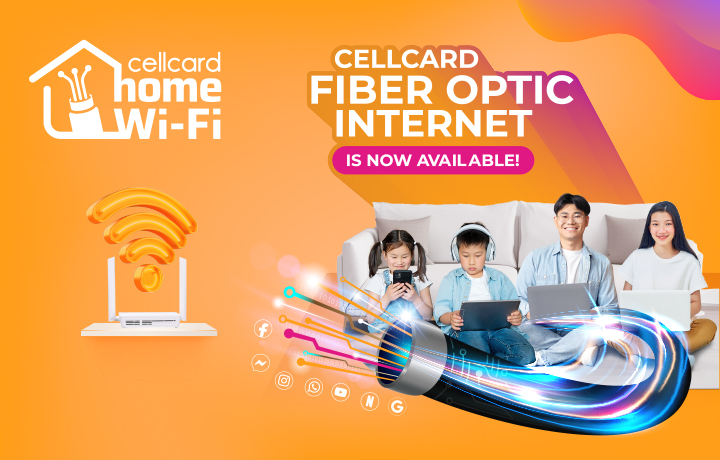 cellcard
home
Wi-Fi
CELLCARD
FIBER OPTIC
INTERNET
IS NOW AVAILABLE!